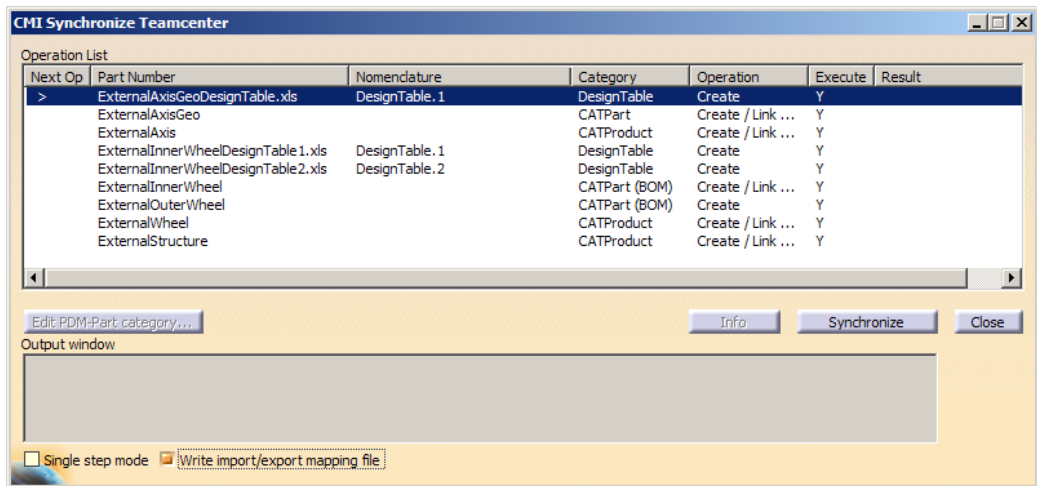 CMI Synchronize Teamcenter
Operation List
Next Op Part Number Nomenclature Category Operation Execute Result
> ExternalAxisGeoDesignTable.xls DesignTable.1 DesignTable Create Y
ExternalAxisGeo CATPart Create / Link ... Y
ExternalAxis CATProduct Create / Link ... Y
ExternalInnerWheelDesignTable1.xls DesignTable.1 DesignTable Create Y
ExternalInnerWheelDesignTable2.xls DesignTable.2 DesignTable Create Y
ExternalInnerWheel CATPart (BOM) Create / Link ... Y
ExternalOuterWheel CATPart (BOM) Create Y
ExternalWheel CATProduct Create / Link ... Y
ExternalStructure CATProduct Create / Link ... Y
Edit PDM-Part category... Info Synchronize Close
Output window
Single step mode Write import/export mapping file